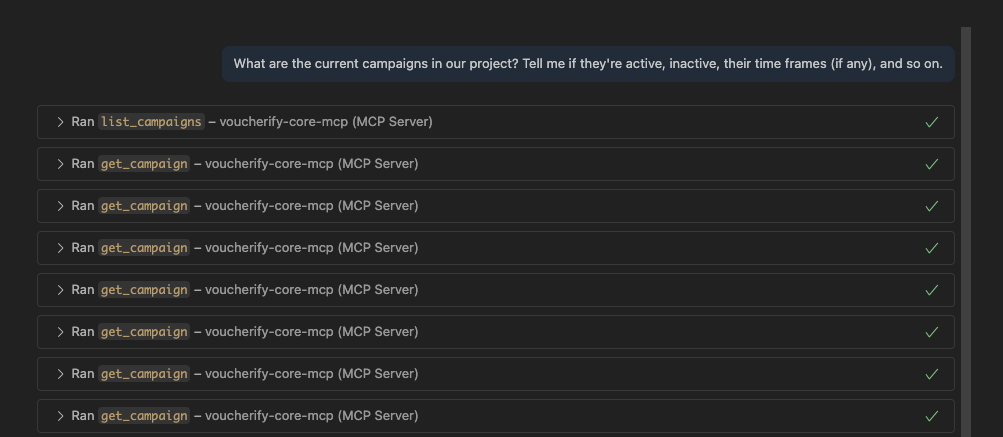 What are the current campaigns in our project? Tell me if they're active, inactive, their time frames (if any), and so on.
Ran list_campaigns – voucherify-core-mcp (MCP Server)
Ran get_campaign – voucherify-core-mcp (MCP Server)
Ran get_campaign – voucherify-core-mcp (MCP Server)
Ran get_campaign – voucherify-core-mcp (MCP Server)
Ran get_campaign – voucherify-core-mcp (MCP Server)
Ran get_campaign – voucherify-core-mcp (MCP Server)
Ran get_campaign – voucherify-core-mcp (MCP Server)
Ran get_campaign – voucherify-core-mcp (MCP Server)